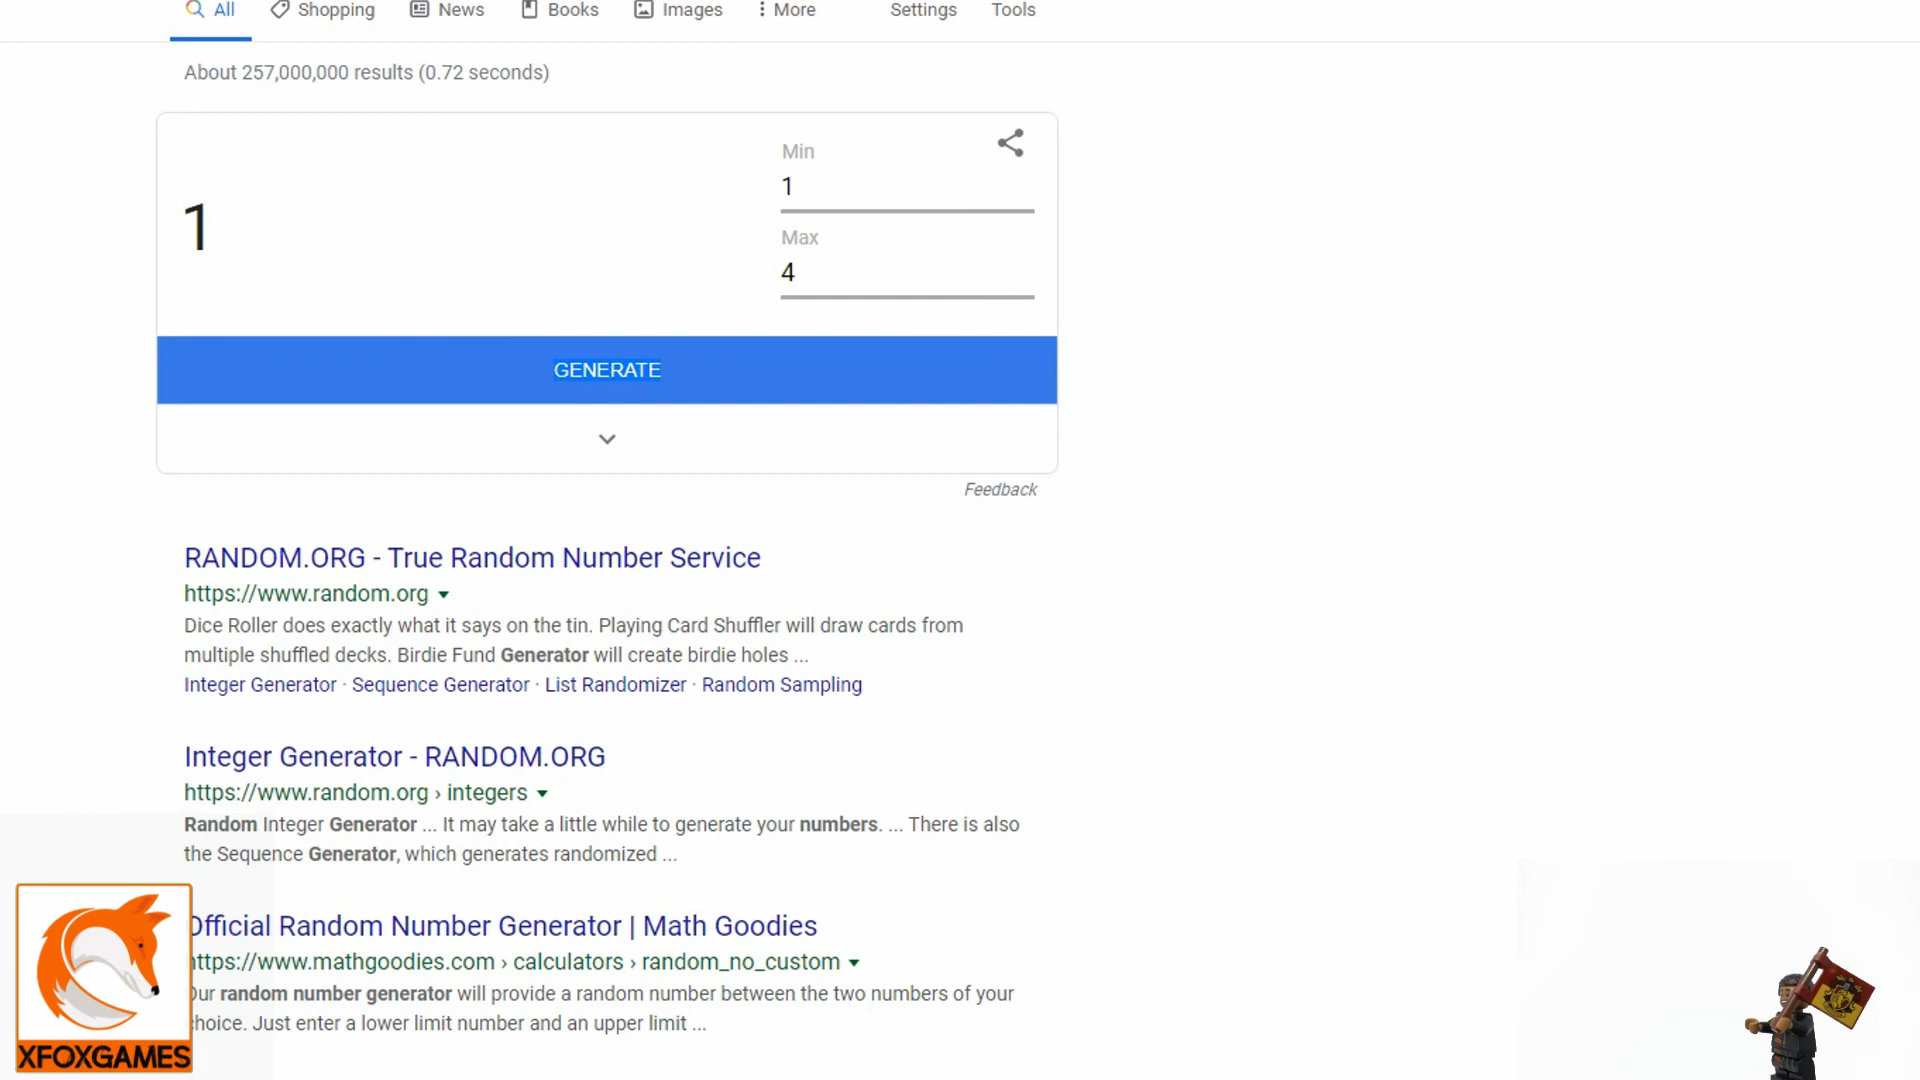 All Shopping News Books Images More Settings Tools
About 257,000,000 results (0.72 seconds)
Min
1
1
Max
4
GENERATE
Feedback
RANDOM.ORG - True Random Number Service
https://www.random.org
Dice Roller does exactly what it says on the tin. Playing Card Shuffler will draw cards from
multiple shuffled decks. Birdie Fund Generator will create birdie holes ...
Integer Generator · Sequence Generator · List Randomizer · Random Sampling
Integer Generator - RANDOM.ORG
https://www.random.org › integers
Random Integer Generator ... It may take a little while to generate your numbers. ... There is also
the Sequence Generator, which generates randomized ...
Official Random Number Generator | Math Goodies
https://www.mathgoodies.com › calculators › random_no_custom
Our random number generator will provide a random number between the two numbers of your
choice. Just enter a lower limit number and an upper limit ...
XFOXGAMES